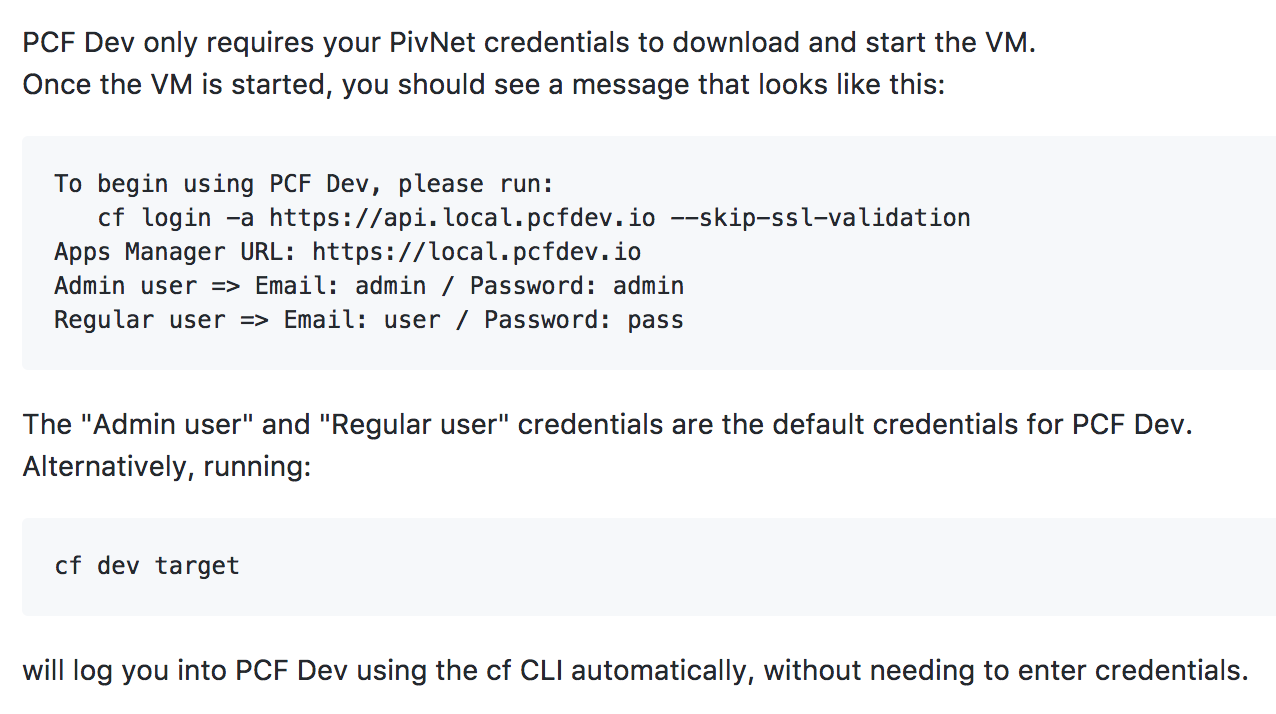 PCF Dev only requires your PivNet credentials to download and start the VM.
Once the VM is started, you should see a message that looks like this:
To begin using PCF Dev, please run:
   cf login -a https://api.local.pcfdev.io --skip-ssl-validation
Apps Manager URL: https://local.pcfdev.io
Admin user => Email: admin / Password: admin
Regular user => Email: user / Password: pass
The "Admin user" and "Regular user" credentials are the default credentials for PCF Dev.
Alternatively, running:
cf dev target
will log you into PCF Dev using the cf CLI automatically, without needing to enter credentials.